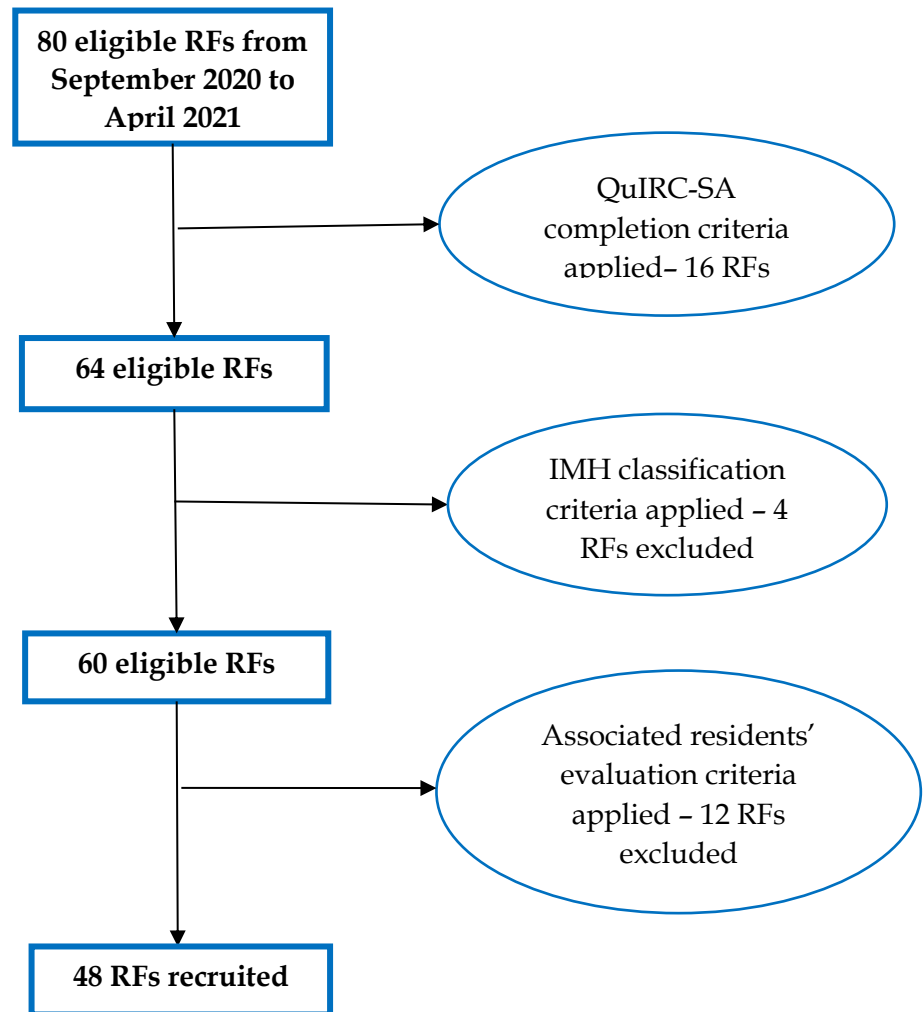 80 eligible RFs from
September 2020 to
April 2021
QuIRC-SA
completion criteria
applied– 16 RFs
64 eligible RFs
IMH classification
criteria applied – 4
RFs excluded
60 eligible RFs
Associated residents’
evaluation criteria
applied – 12 RFs
excluded
48 RFs recruited